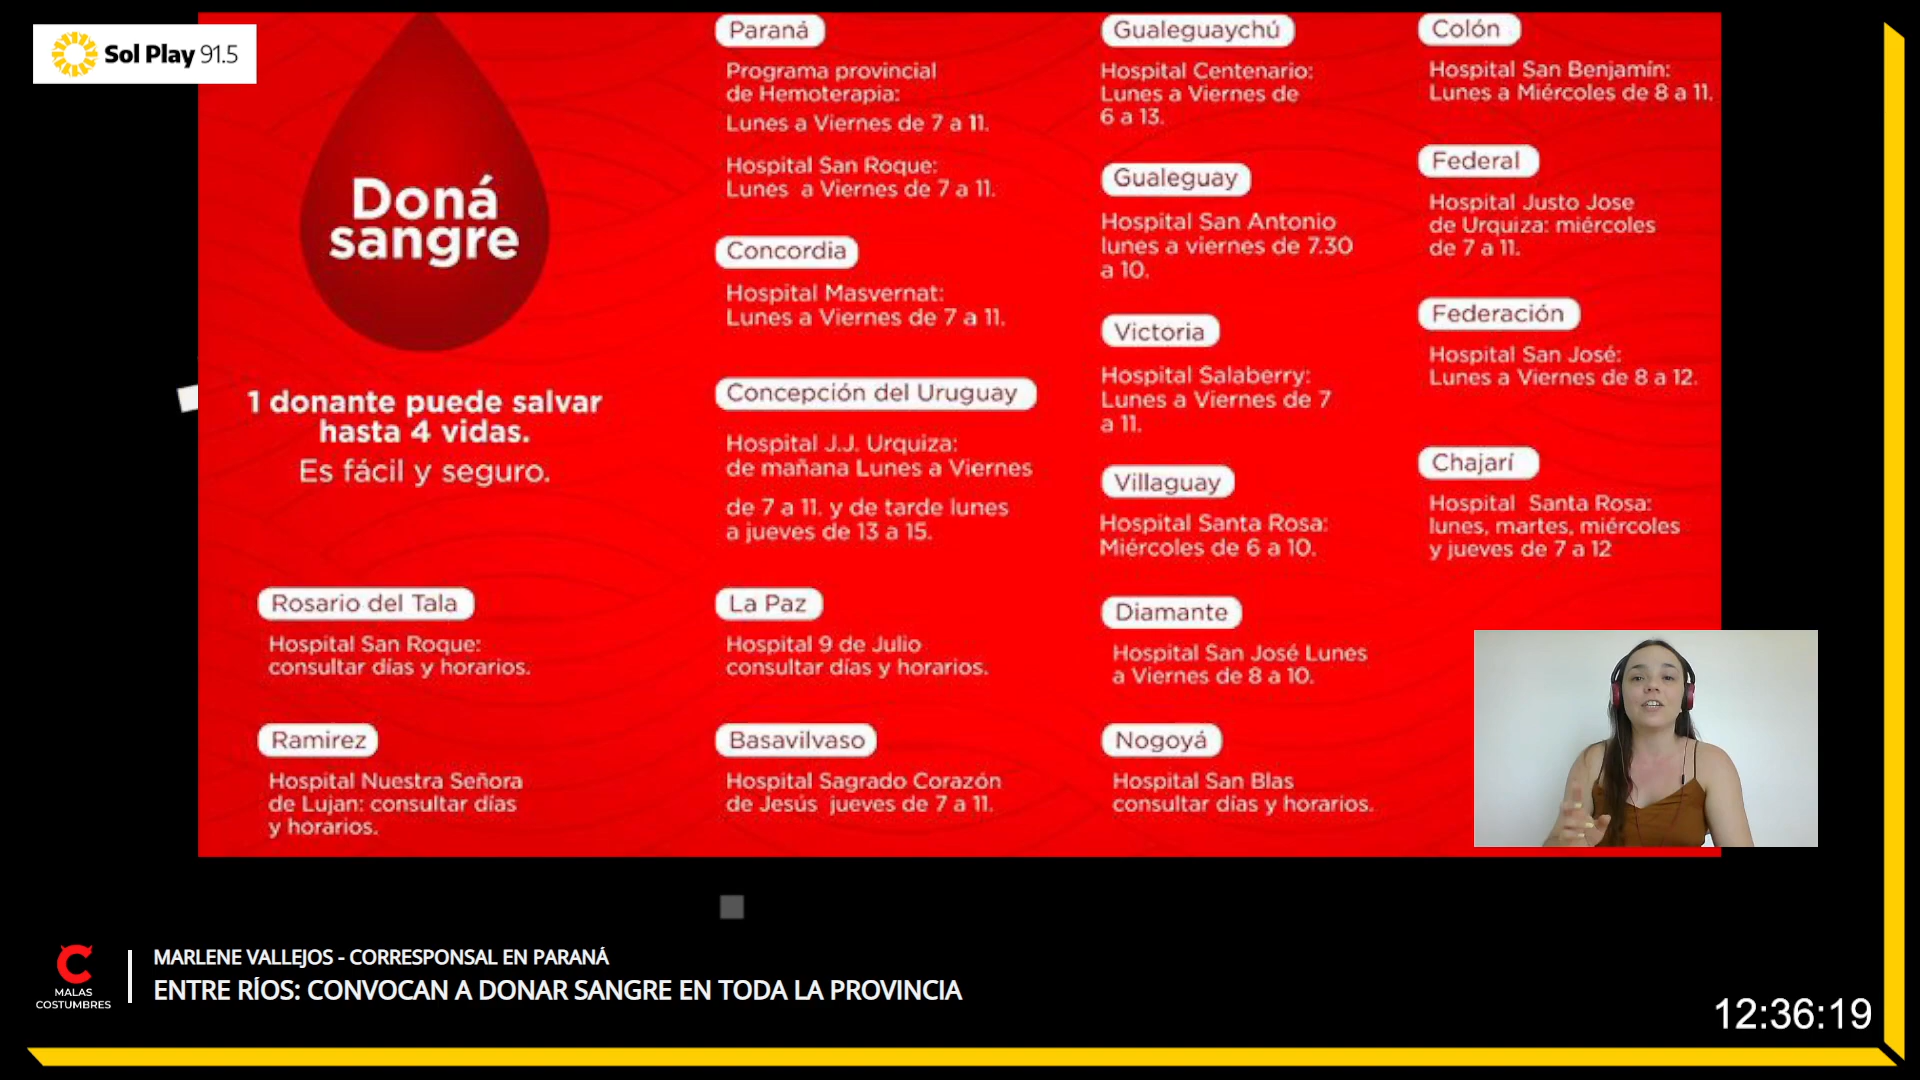 Sol Play 91.5
Doná
sangre
1 donante puede salvar
hasta 4 vidas.
Es fácil y seguro.
Rosario del Tala
Hospital San Roque:
consultar días y horarios.
Ramirez
Hospital Nuestra Señora
de Lujan: consultar días
y horarios.
Paraná
Programa provincial
de Hemoterapia:
Lunes a Viernes de 7 a 11.
Hospital San Roque:
Lunes a Viernes de 7 a 11.
Concordia
Hospital Masvernat:
Lunes a Viernes de 7 a 11.
Concepción del Uruguay
Hospital J.J. Urquiza:
de mañana Lunes a Viernes
de 7 a 11. y de tarde lunes
a jueves de 13 a 15.
La Paz
Hospital 9 de Julio
consultar días y horarios.
Basavilvaso
Hospital Sagrado Corazón
de Jesús jueves de 7 a 11.
Gualeguaychú
Hospital Centenario:
Lunes a Viernes de
6 a 13.
Gualeguay
Hospital San Antonio
lunes a viernes de 7.30
a 10.
Victoria
Hospital Salaberry:
Lunes a Viernes de 7
a 11.
Villaguay
Hospital Santa Rosa:
Miércoles de 6 a 10.
Diamante
Hospital San José Lunes
a Viernes de 8 a 10.
Nogoyá
Hospital San Blas
consultar días y horarios.
Colón
Hospital San Benjamín:
Lunes a Miércoles de 8 a 11.
Federal
Hospital Justo Jose
de Urquiza: miércoles
de 7 a 11.
Federación
Hospital San José:
Lunes a Viernes de 8 a 12.
Chajarí
Hospital Santa Rosa:
lunes, martes, miércoles
y jueves de 7 a 12
C
MALAS
COSTUMBRES
MARLENE VALLEJOS - CORRESPONSAL EN PARANÁ
ENTRE RÍOS: CONVOCAN A DONAR SANGRE EN TODA LA PROVINCIA
12:36:19